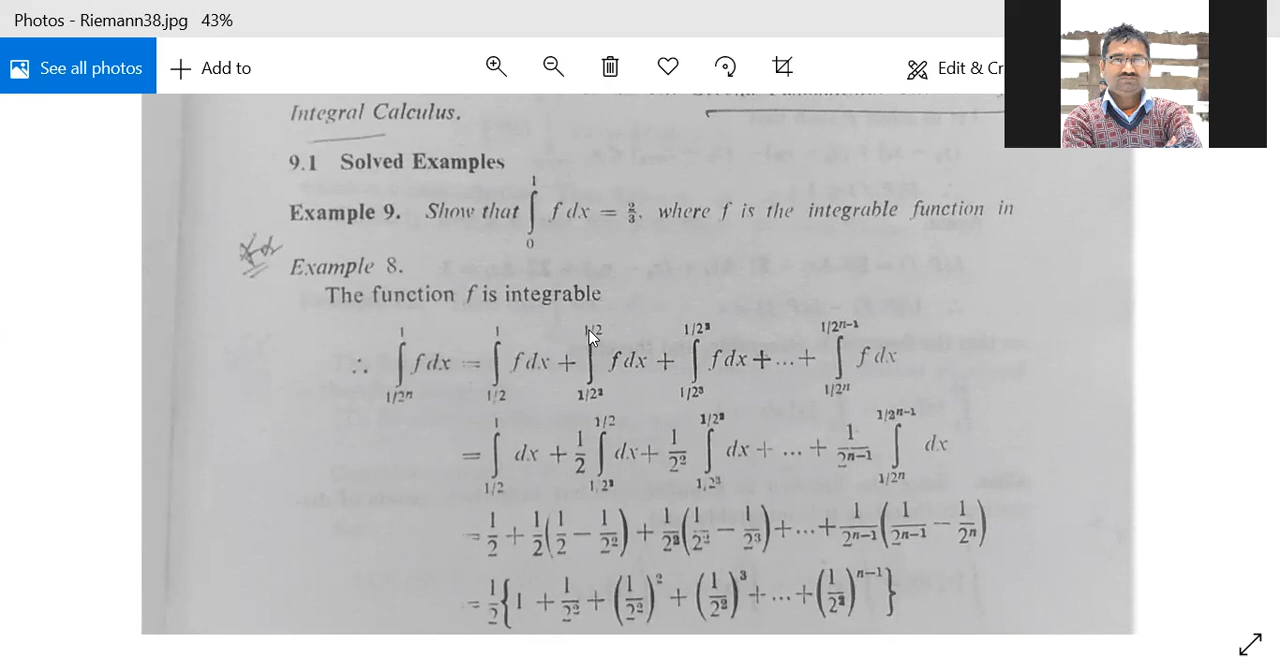 Photos - Riemann38.jpg 43%
See all photos
Add to
Edit & Cr
Integral Calculus.
9.1 Solved Examples
Example 9. Show that ∫₀¹ f dx = 2/3, where f is the integrable function in
Example 8.
The function f is integrable
∴ ∫_{1/2ⁿ}^{1} f dx = ∫_{1/2}^{1} f dx + ∫_{1/2²}^{1/2} f dx + ∫_{1/2³}^{1/2²} f dx + ... + ∫_{1/2ⁿ}^{1/2ⁿ⁻¹} f dx
= ∫_{1/2}^{1} dx + 1/2 ∫_{1/2²}^{1/2} dx + 1/2² ∫_{1/2³}^{1/2²} dx + ... + 1/2ⁿ⁻¹ ∫_{1/2ⁿ}^{1/2ⁿ⁻¹} dx
= 1/2 + 1/2 (1/2 − 1/2²) + 1/2² (1/2² − 1/2³) + ... + 1/2ⁿ⁻¹ (1/2ⁿ⁻¹ − 1/2ⁿ)
= 1/2 {1 + 1/2² + (1/2²)² + (1/2²)³ + ... + (1/2²)ⁿ⁻¹}